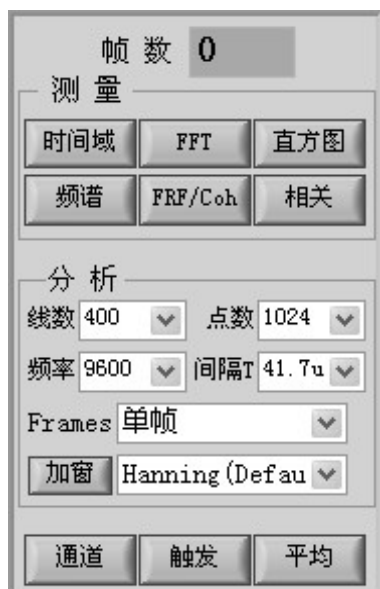 帧 数 0
测 量
时间域 FFT 直方图
频谱 FRF/Coh 相关
分 析
线数 400 点数 1024
频率 9600 间隔T 41.7u
Frames 单帧
加窗 Hanning(Defau
通道 触发 平均